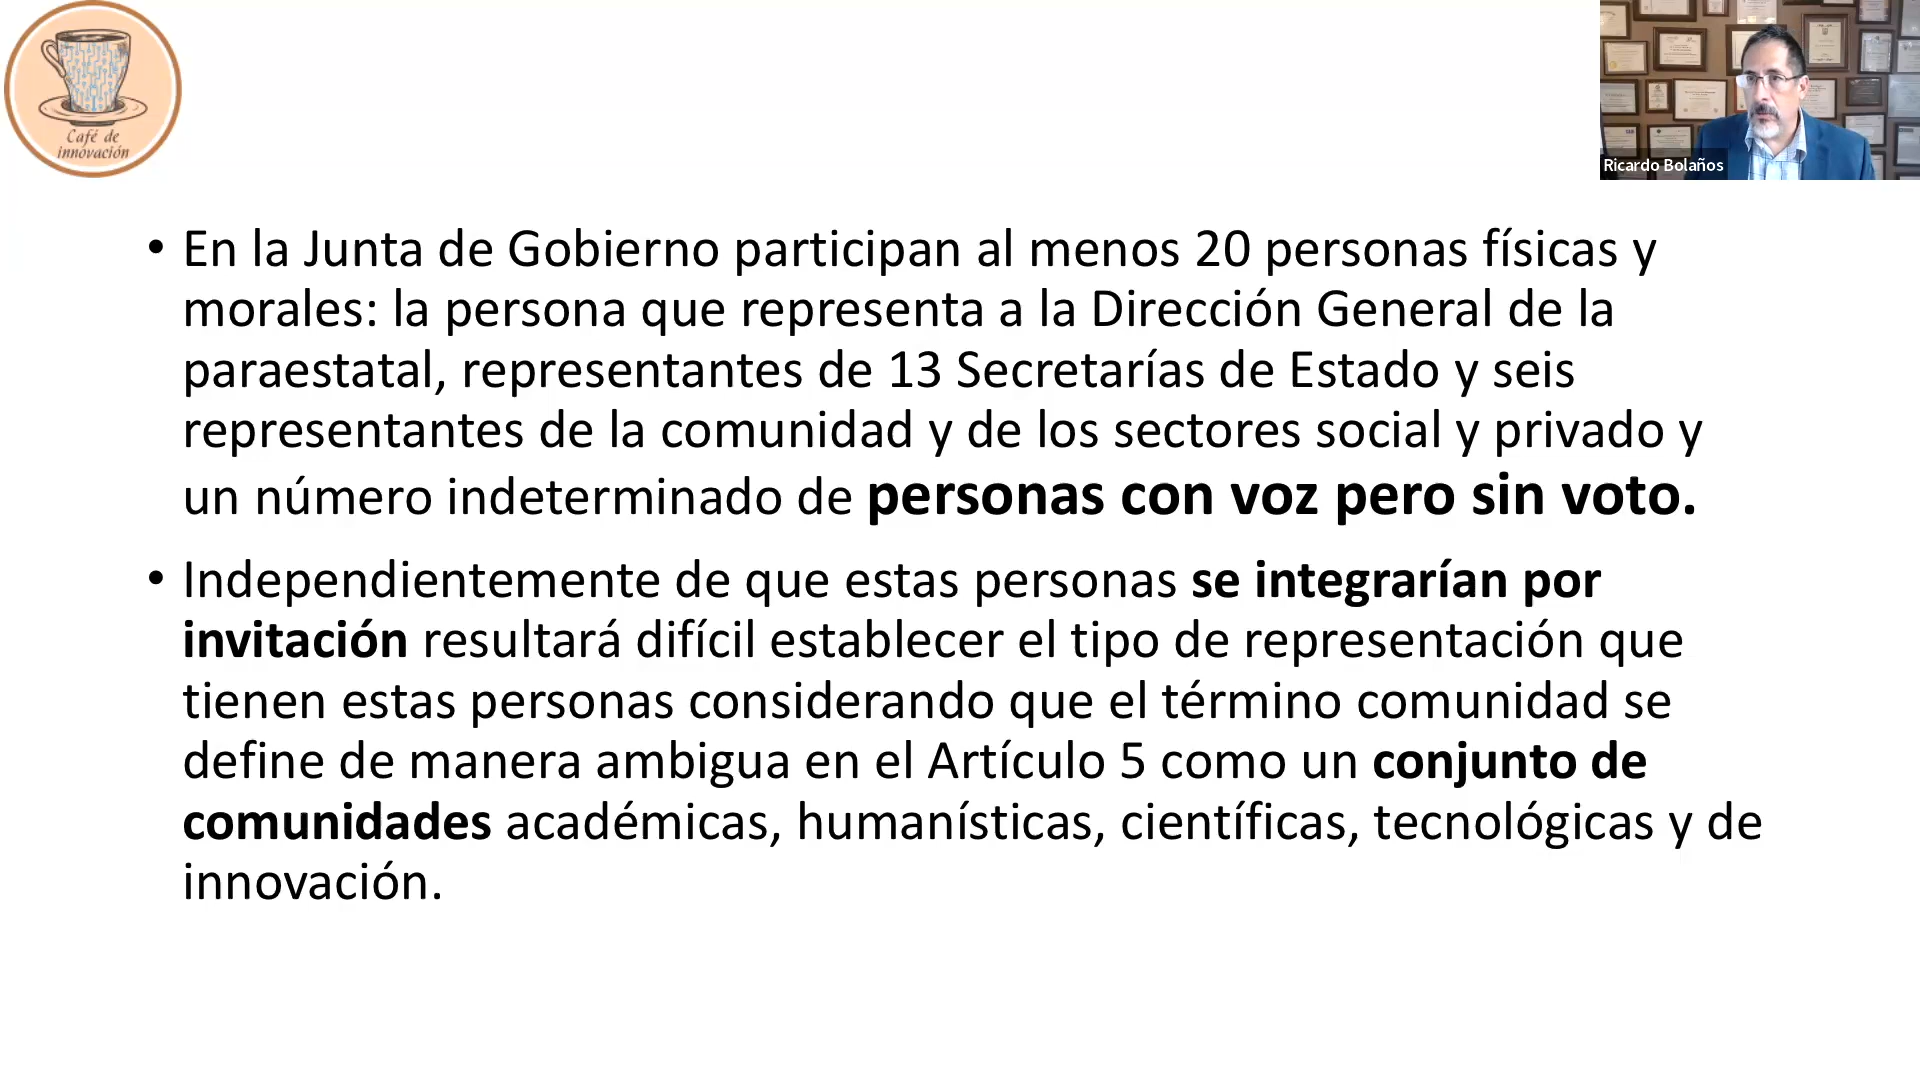 Café de
innovación
Ricardo Bolaños
• En la Junta de Gobierno participan al menos 20 personas físicas y
morales: la persona que representa a la Dirección General de la
paraestatal, representantes de 13 Secretarías de Estado y seis
representantes de la comunidad y de los sectores social y privado y
un número indeterminado de personas con voz pero sin voto.
• Independientemente de que estas personas se integrarían por
invitación resultará difícil establecer el tipo de representación que
tienen estas personas considerando que el término comunidad se
define de manera ambigua en el Artículo 5 como un conjunto de
comunidades académicas, humanísticas, científicas, tecnológicas y de
innovación.